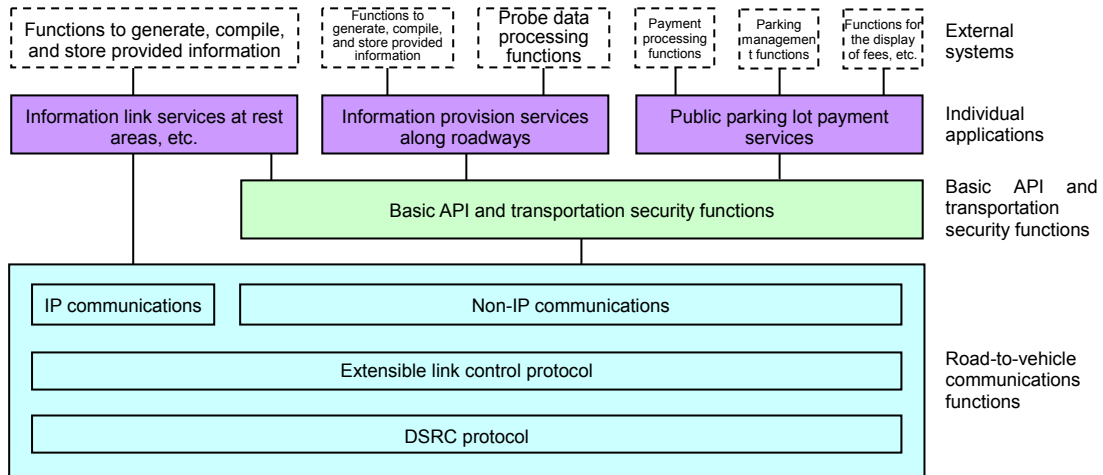 Functions to generate, compile,
and store provided information
Functions to
generate, compile,
and store provided
information
Probe data
processing
functions
Payment
processing
functions
Parking
managemen
t functions
Functions for
the display
of fees, etc.
External
systems
Information link services at rest
areas, etc.
Information provision services
along roadways
Public parking lot payment
services
Individual
applications
Basic API and transportation security functions
Basic API and
transportation
security functions
IP communications
Non-IP communications
Extensible link control protocol
DSRC protocol
Road-to-vehicle
communications
functions